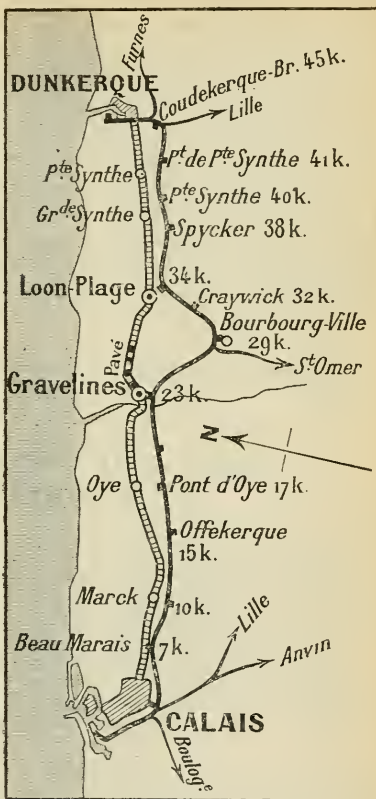 Furnes
DUNKERQUE
Coudekerque-Br. 45k.
Lille
Pt de Pte Synthe 41k.
Pte Synthe
Pte Synthe 40k.
Grde Synthe
Spycker 38k.
34k.
Loon-Plage
Craywick 32k.
Bourbourg-Ville
29k.
Pavé
St Omer
Gravelines
23k.
N
Oye
Pont d'Oye 17k.
Offekerque
15k.
Marck
10k.
Lille
Beau Marais
7k.
Anvin
CALAIS
Boulog.e